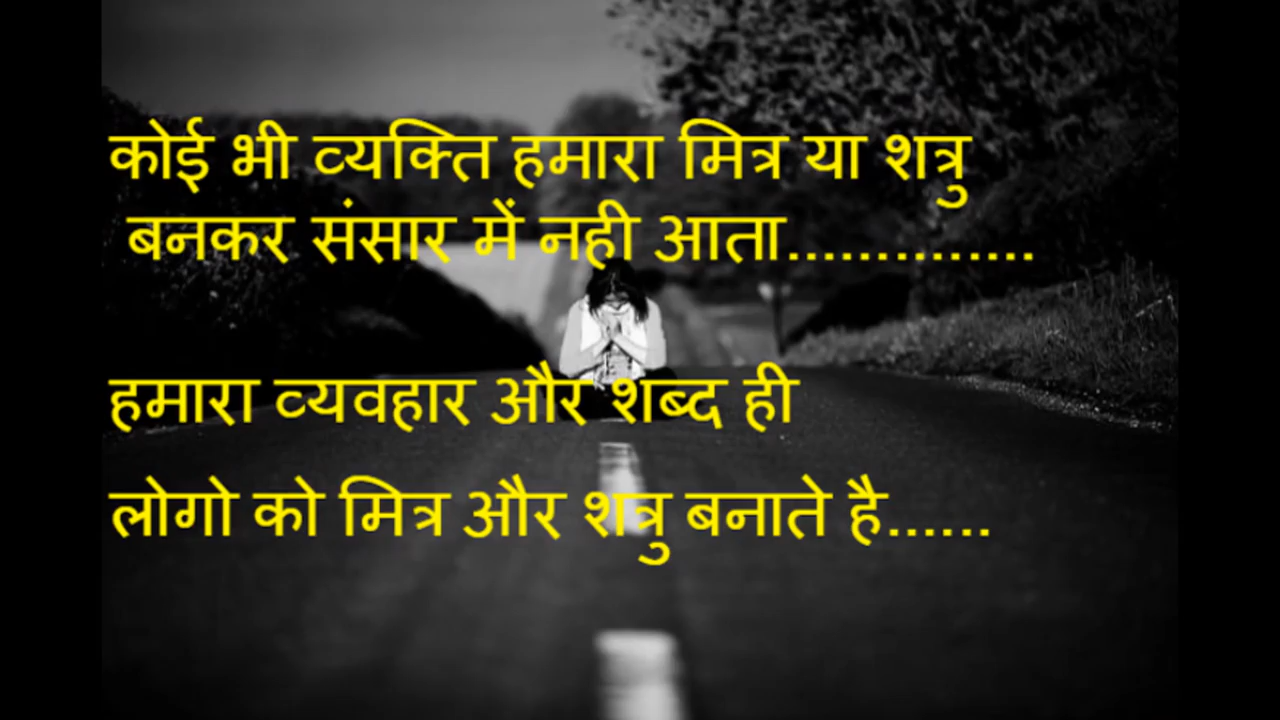 कोई भी व्यक्ति हमारा मित्र या शत्रु
बनकर संसार में नही आता..............
हमारा व्यवहार और शब्द ही
लोगो को मित्र और शत्रु बनाते है......